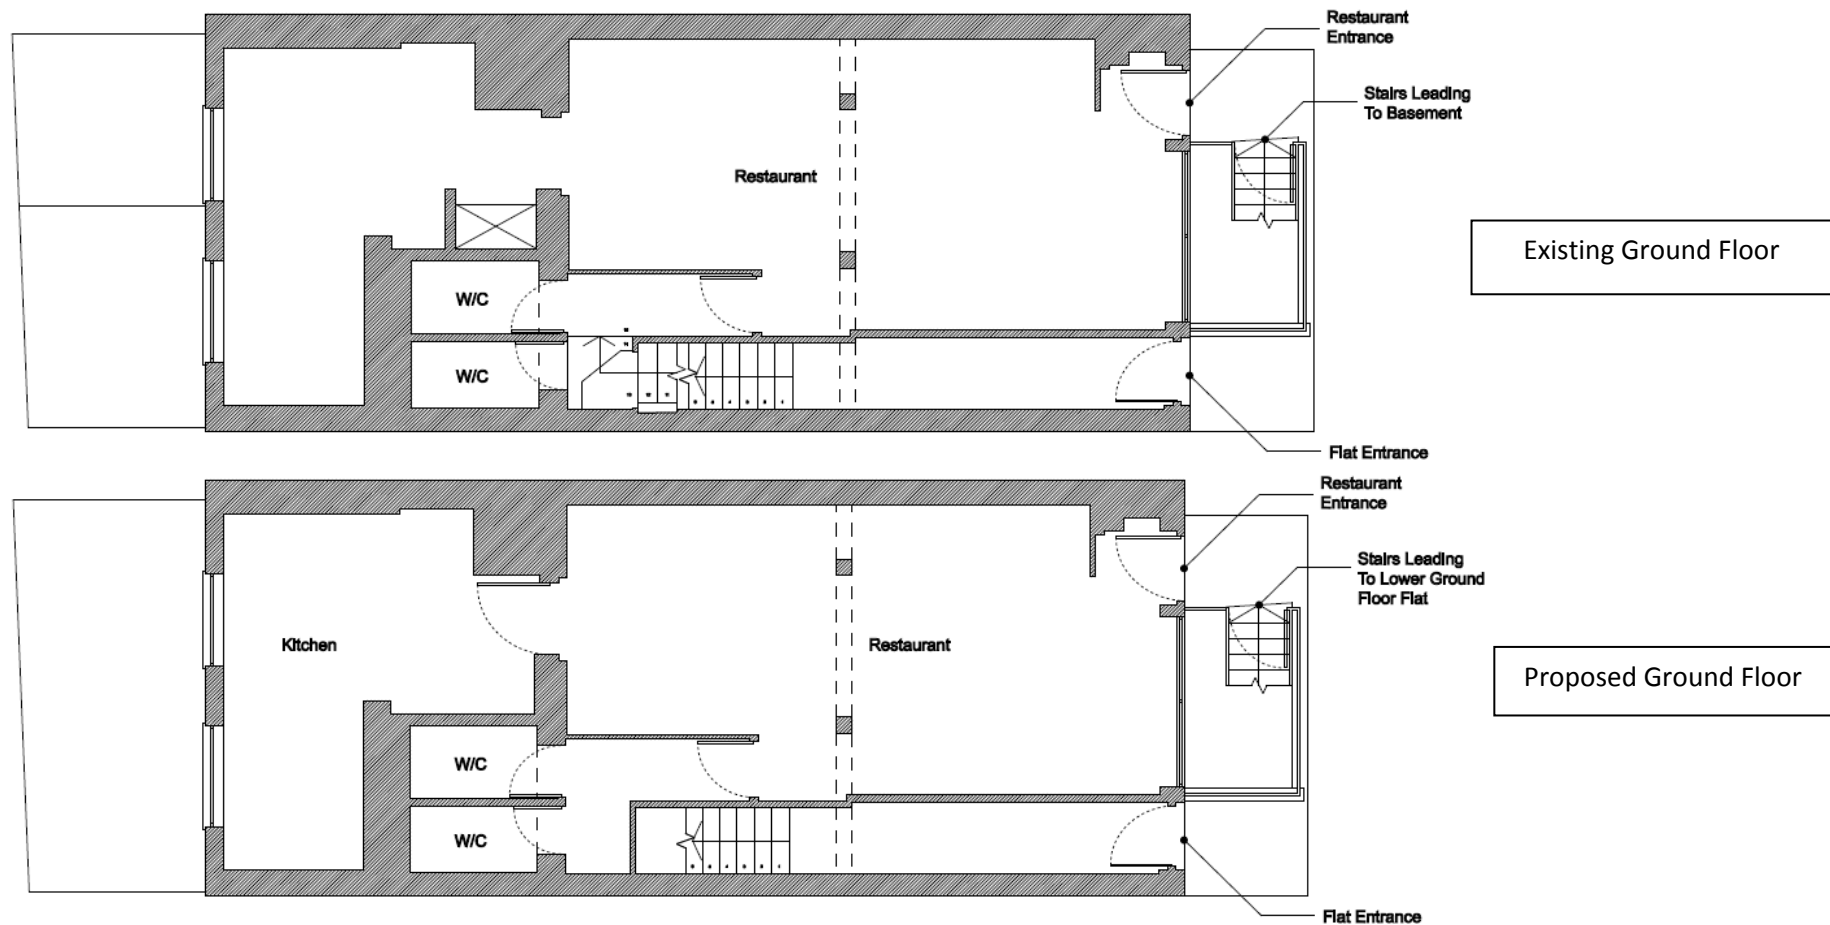 Restaurant
Entrance
Stairs Leading
To Basement
Restaurant
Existing Ground Floor
W/C
W/C
Flat Entrance
Restaurant
Entrance
Stairs Leading
To Lower Ground
Floor Flat
Kitchen
Restaurant
Proposed Ground Floor
W/C
W/C
Flat Entrance